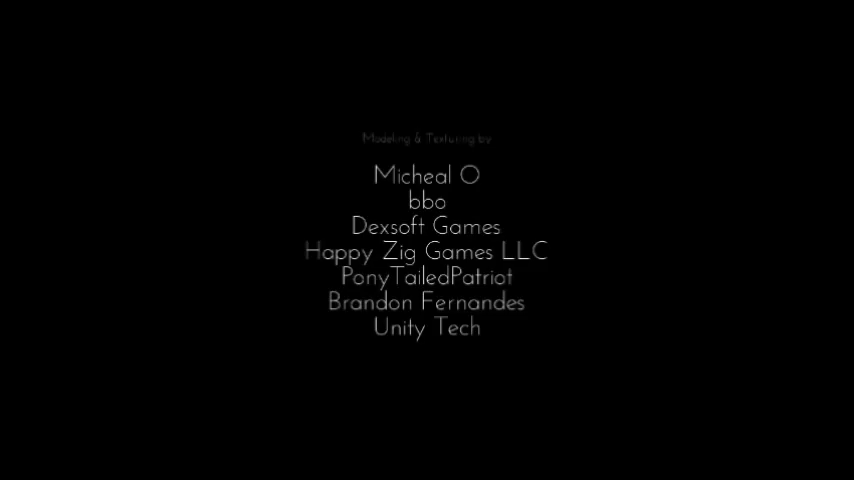 Modeling & Texturing by
Micheal O
bbo
Dexsoft Games
Happy Zig Games LLC
PonyTailedPatriot
Brandon Fernandes
Unity Tech